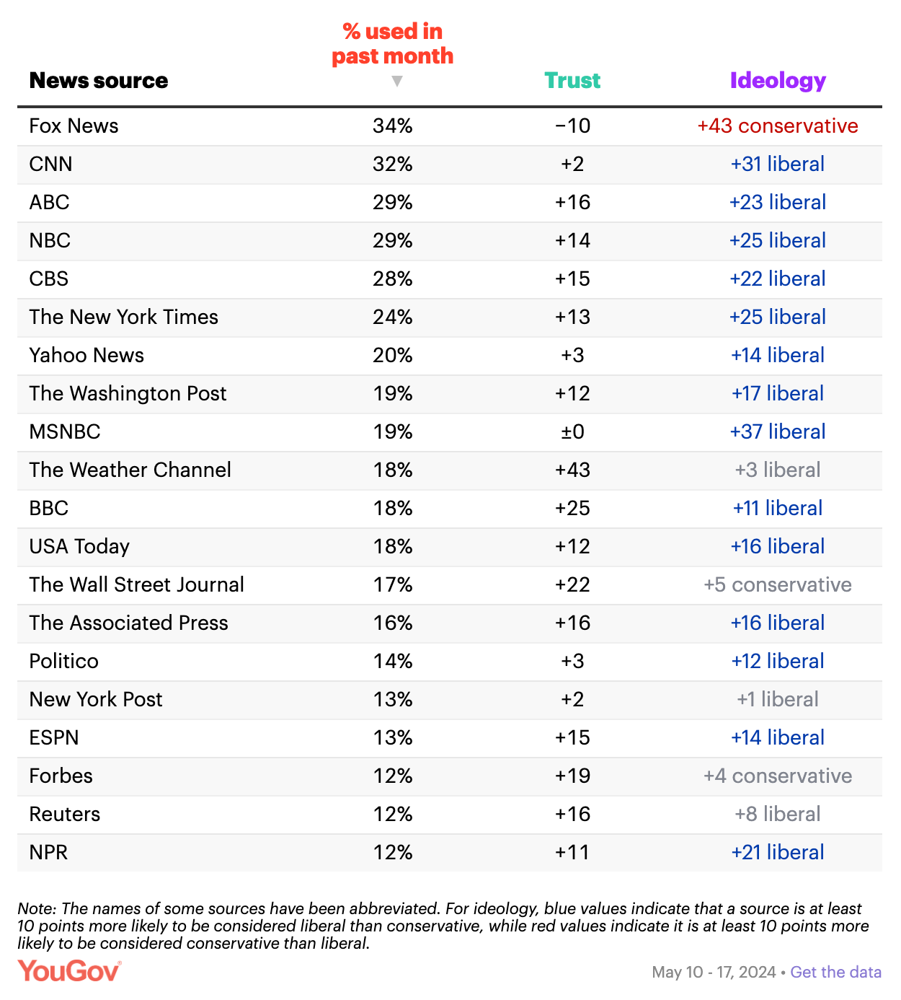 % used in
past month
News source ▼ Trust Ideology
Fox News 34% −10 +43 conservative
CNN 32% +2 +31 liberal
ABC 29% +16 +23 liberal
NBC 29% +14 +25 liberal
CBS 28% +15 +22 liberal
The New York Times 24% +13 +25 liberal
Yahoo News 20% +3 +14 liberal
The Washington Post 19% +12 +17 liberal
MSNBC 19% ±0 +37 liberal
The Weather Channel 18% +43 +3 liberal
BBC 18% +25 +11 liberal
USA Today 18% +12 +16 liberal
The Wall Street Journal 17% +22 +5 conservative
The Associated Press 16% +16 +16 liberal
Politico 14% +3 +12 liberal
New York Post 13% +2 +1 liberal
ESPN 13% +15 +14 liberal
Forbes 12% +19 +4 conservative
Reuters 12% +16 +8 liberal
NPR 12% +11 +21 liberal
Note: The names of some sources have been abbreviated. For ideology, blue values indicate that a source is at least
10 points more likely to be considered liberal than conservative, while red values indicate it is at least 10 points more
likely to be considered conservative than liberal.
YouGov® May 10 - 17, 2024 • Get the data